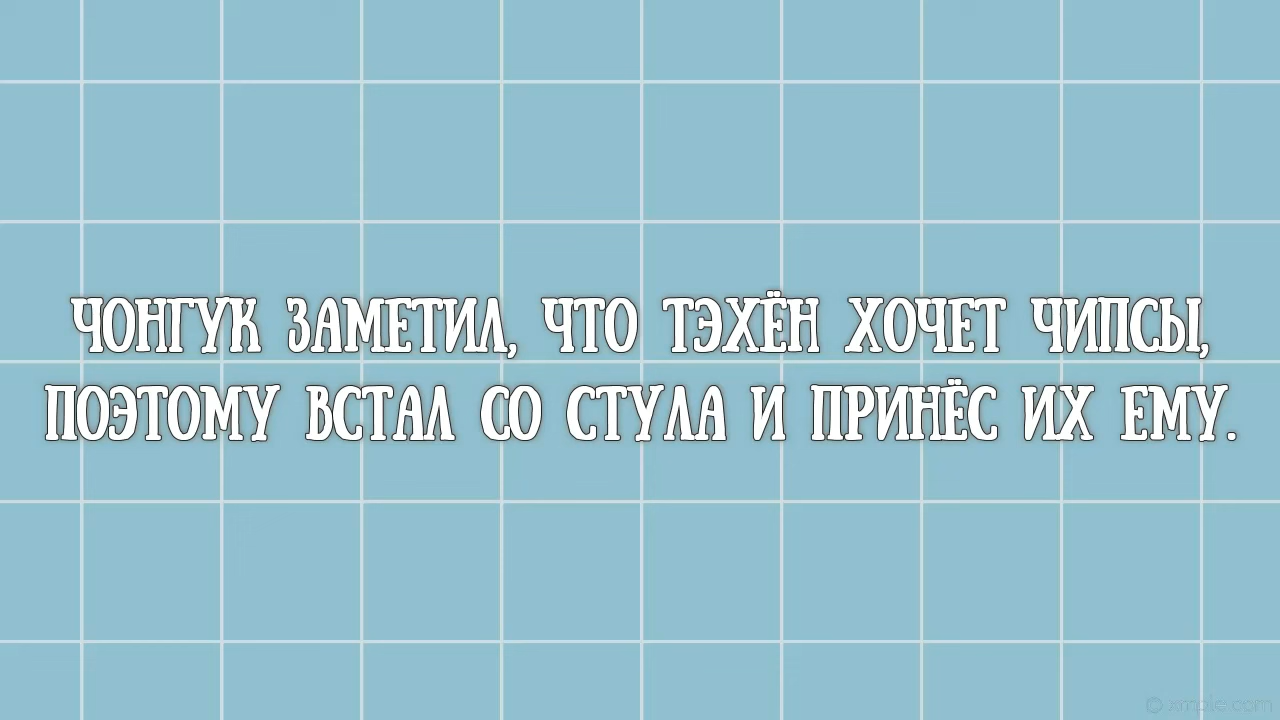 ЧОНГУК ЗАМЕТИЛ, ЧТО ТЭХЁН ХОЧЕТ ЧИПСЫ,
ПОЭТОМУ ВСТАЛ СО СТУЛА И ПРИНЁС ИХ ЕМУ.